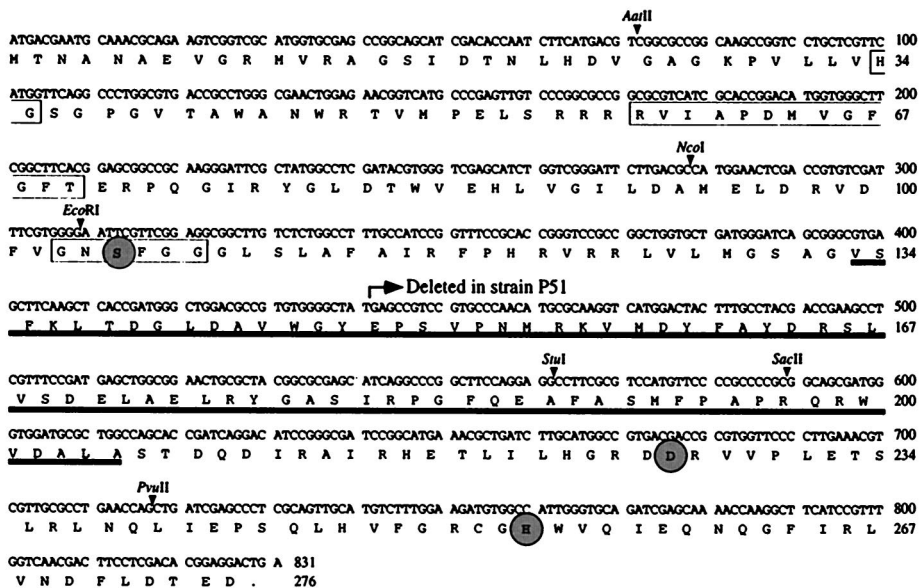 AatII
ATGACGAATG CAAACGCAGA AGTCGGTCGC ATGGTGCGAG CCGGCAGCAT CGACACCAAT CTTCATGACG TCGGCGCCGG CAAGCCGGTC CTGCTCGTTC 100
M T N A N A E V G R M V R A G S I D T N L H D V G A G K P V L L V H 34
ATGGTTCAGG CCCTGGCGTG ACCGCCTGGG CGAACTGGAG AACGGTCATG CCCGAGTTGT CCCGGCGCCG GCGCGTCATC GCACCGGACA TGGTGGGCTT 200
G S G P G V T A W A N W R T V M P E L S R R R R V I A P D M V G F 67
NcoI
CGGCTTCACG GAGCGGCCGC AAGGGATTCG CTATGGCCTC GATACGTGGG TCGAGCATCT GGTCGGGATT CTTGACGCCA TGGAACTCGA CCGTGTCGAT 300
G F T E R P Q G I R Y G L D T W V E H L V G I L D A M E L D R V D 100
EcoRI
TTCGTGGGGA ATTCGTTCGG AGGCGGCTTG TCTCTGGCCT TTGCCATCCG GTTTCCGCAC CGGGTCCGCC GGCTGGTGCT GATGGGATCA GCGGGCGTGA 400
F V G N S F G G G L S L A F A I R F P H R V R R L V L M G S A G V S 134
Deleted in strain P51
GCTTCAAGCT CACCGATGGG CTGGACGCCG TGTGGGGCTA TGAGCCGTCC GTGCCCAACA TGCGCAAGGT CATGGACTAC TTTGCCTACG ACCGAAGCCT 500
F K L T D G L D A V W G Y E P S V P N M R K V M D Y F A Y D R S L 167
StuI SacII
CGTTTCCGAT GAGCTGGCGG AACTGCGCTA CGGCGCGAGC ATCAGGCCCG GCTTCCAGGA GGCCTTCGCG TCCATGTTCC CCGCCCCGCG GCAGCGATGG 600
V S D E L A E L R Y G A S I R P G F Q E A F A S M F P A P R Q R W 200
GTGGATGCGC TGGCCAGCAC CGATCAGGAC ATCCGGGCGA TCCGGCATGA AACGCTGATC TTGCATGGCC GTGACGACCG CGTGGTTCCC CTTGAAACGT 700
V D A L A S T D Q D I R A I R H E T L I L H G R D D R V V P L E T S 234
PvuII
CGTTGCGCCT GAACCAGCTG ATCGAGCCCT CGCAGTTGCA TGTCTTTGGA AGATGTGGCC ATTGGGTGCA GATCGAGCAA AACCAAGGCT TCATCCGTTT 800
L R L N Q L I E P S Q L H V F G R C G H W V Q I E Q N Q G F I R L 267
GGTCAACGAC TTCCTCGACA CGGAGGACTG A 831
V N D F L D T E D . 276